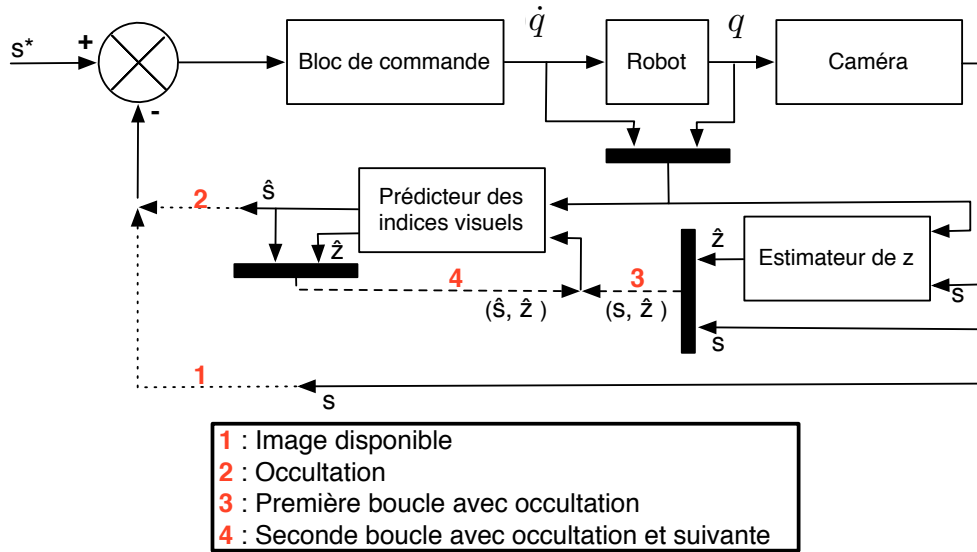 s*
+
-
Bloc de commande
q̇
Robot
q
Caméra
2
ŝ
Prédicteur des
indices visuels
ẑ
4
(ŝ, ẑ )
3
(s, ẑ )
ẑ
Estimateur de z
s
s
1
s
1 : Image disponible
2 : Occultation
3 : Première boucle avec occultation
4 : Seconde boucle avec occultation et suivante